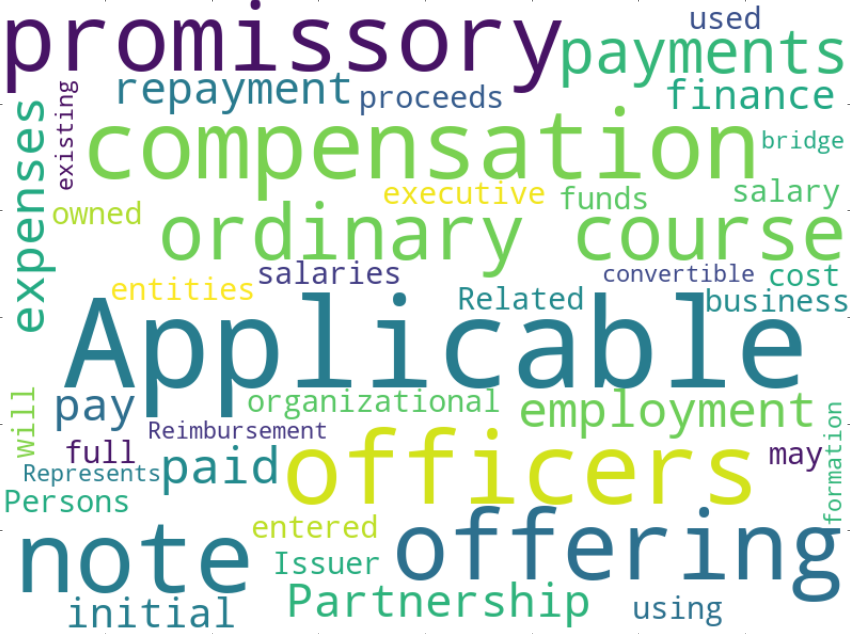 promissory
used
payments
repayment
proceeds
finance
existing
expenses
compensation
bridge
executive
funds
salary
owned
ordinary course
salaries
convertible
cost
entities
Related
business
Applicable
will
pay
organizational
employment
Reimbursement
full
may
formation
Represents
paid
officers
Persons
note
entered
offering
Issuer
Partnership
initial
using